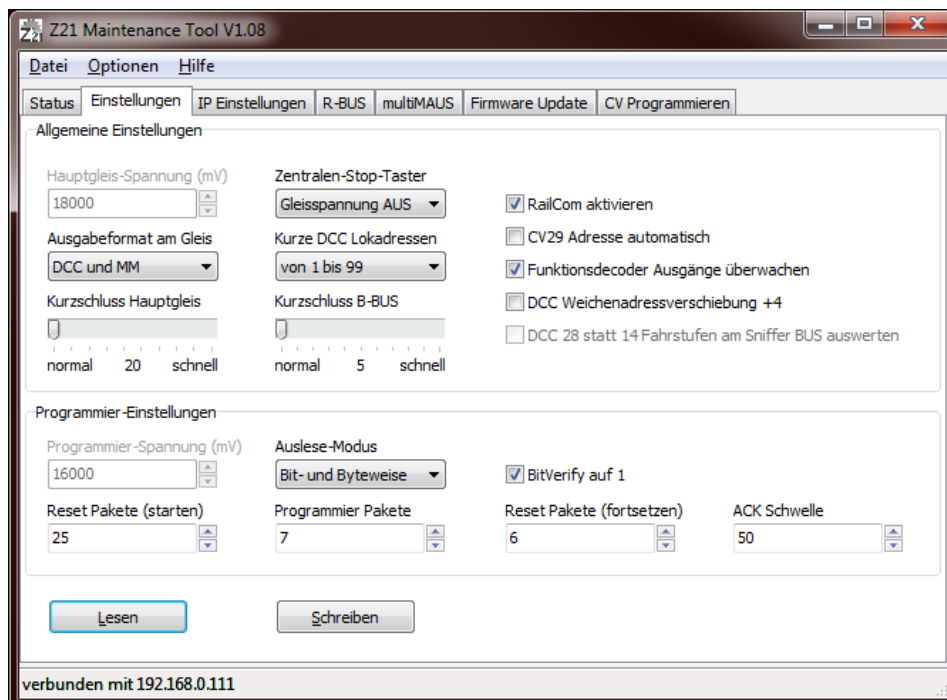 Z21 Maintenance Tool V1.08
Datei Optionen Hilfe
Status Einstellungen IP Einstellungen R-BUS multiMAUS Firmware Update CV Programmieren
Allgemeine Einstellungen
Hauptgleis-Spannung (mV) Zentralen-Stop-Taster
18000 Gleisspannung AUS RailCom aktivieren
Ausgabeformat am Gleis Kurze DCC Lokadressen CV29 Adresse automatisch
DCC und MM von 1 bis 99 Funktionsdecoder Ausgänge überwachen
Kurzschluss Hauptgleis Kurzschluss B-BUS DCC Weichenadressverschiebung +4
DCC 28 statt 14 Fahrstufen am Sniffer BUS auswerten
normal 20 schnell normal 5 schnell
Programmier-Einstellungen
Programmier-Spannung (mV) Auslese-Modus
16000 Bit- und Byteweise BitVerify auf 1
Reset Pakete (starten) Programmier Pakete Reset Pakete (fortsetzen) ACK Schwelle
25 7 6 50
Lesen Schreiben
verbunden mit 192.168.0.111